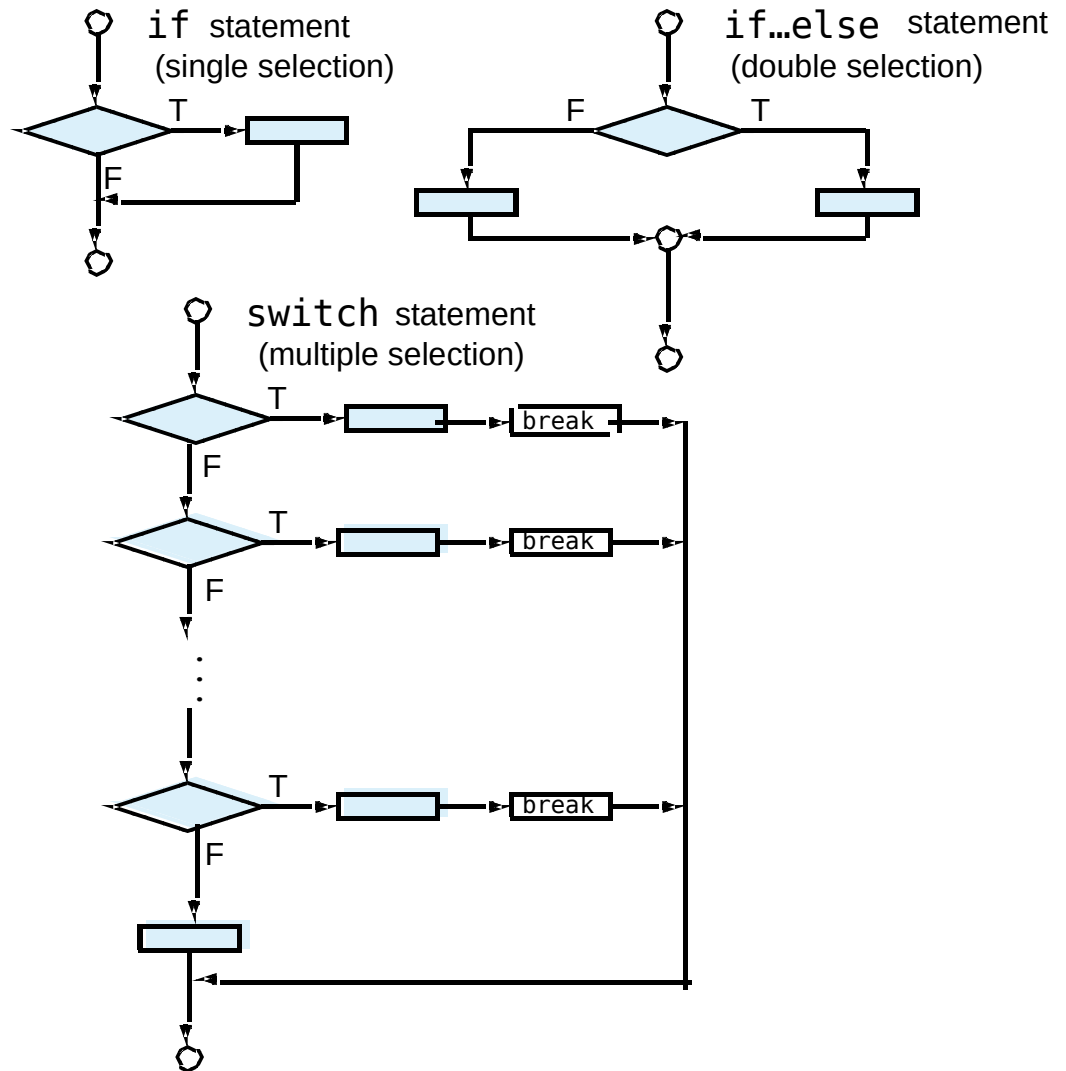 if statement
(single selection)
T
F
if…else statement
(double selection)
F
T
switch statement
(multiple selection)
T
break
F
T
break
F
.
.
.
T
break
F